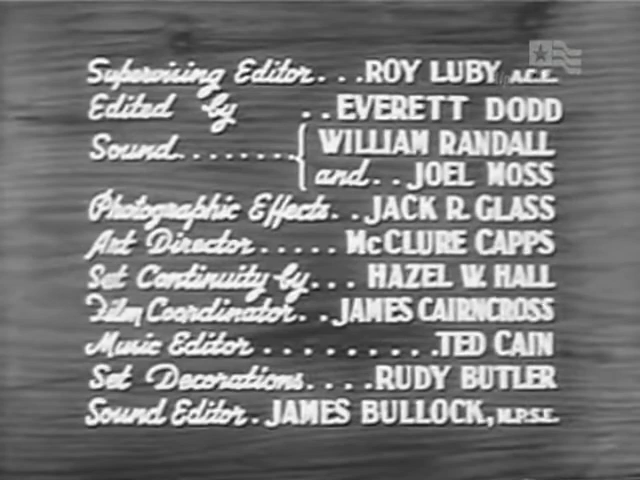 Supervising Editor...ROY LUBY, A.C.E.
Edited by ..EVERETT DODD
Sound........{WILLIAM RANDALL
and..JOEL MOSS
Photographic Effects..JACK R. GLASS
Art Director.....McCLURE CAPPS
Set Continuity by...HAZEL W. HALL
Film Coordinator..JAMES CAIRNCROSS
Music Editor.........TED CAIN
Set Decorations....RUDY BUTLER
Sound Editor.JAMES BULLOCK, M.P.S.E.